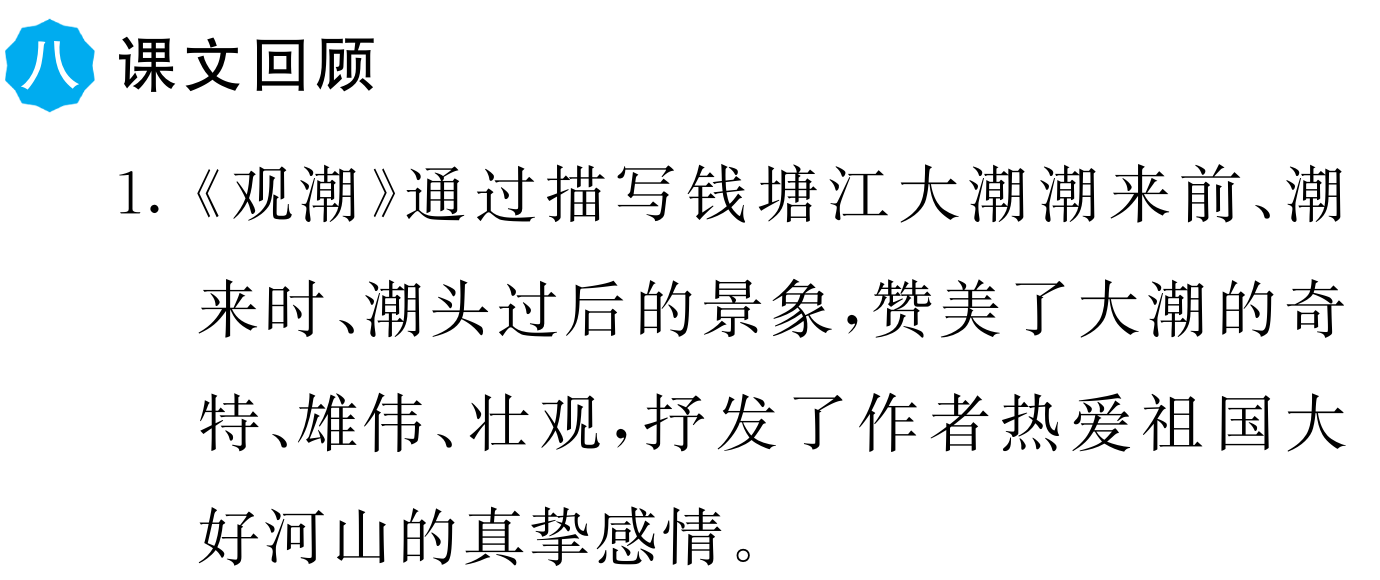 八 课文回顾
1.《观潮》通过描写钱塘江大潮潮来前、潮
来时、潮头过后的景象,赞美了大潮的奇
特、雄伟、壮观,抒发了作者热爱祖国大
好河山的真挚感情。